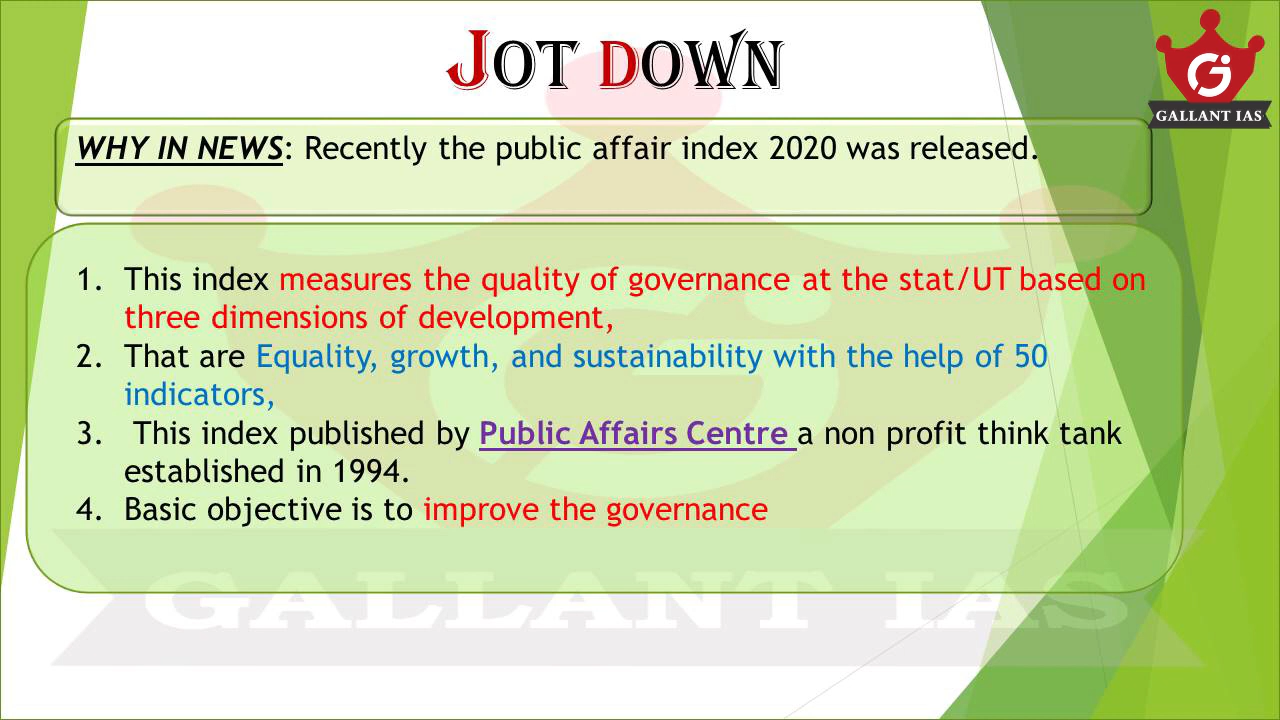 JOT DOWN
GALLANT IAS
WHY IN NEWS: Recently the public affair index 2020 was released.
1. This index measures the quality of governance at the stat/UT based on
three dimensions of development,
2. That are Equality, growth, and sustainability with the help of 50
indicators,
3. This index published by Public Affairs Centre a non profit think tank
established in 1994.
4. Basic objective is to improve the governance
GALLANT IAS